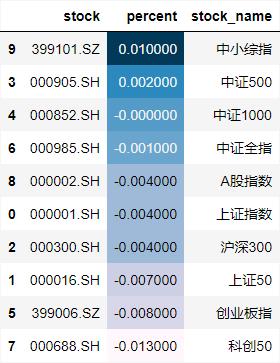 stock percent stock_name
9 399101.SZ 0.010000 中小综指
3 000905.SH 0.002000 中证500
4 000852.SH -0.000000 中证1000
6 000985.SH -0.001000 中证全指
8 000002.SH -0.004000 A股指数
0 000001.SH -0.004000 上证指数
2 000300.SH -0.004000 沪深300
1 000016.SH -0.007000 上证50
5 399006.SZ -0.008000 创业板指
7 000688.SH -0.013000 科创50